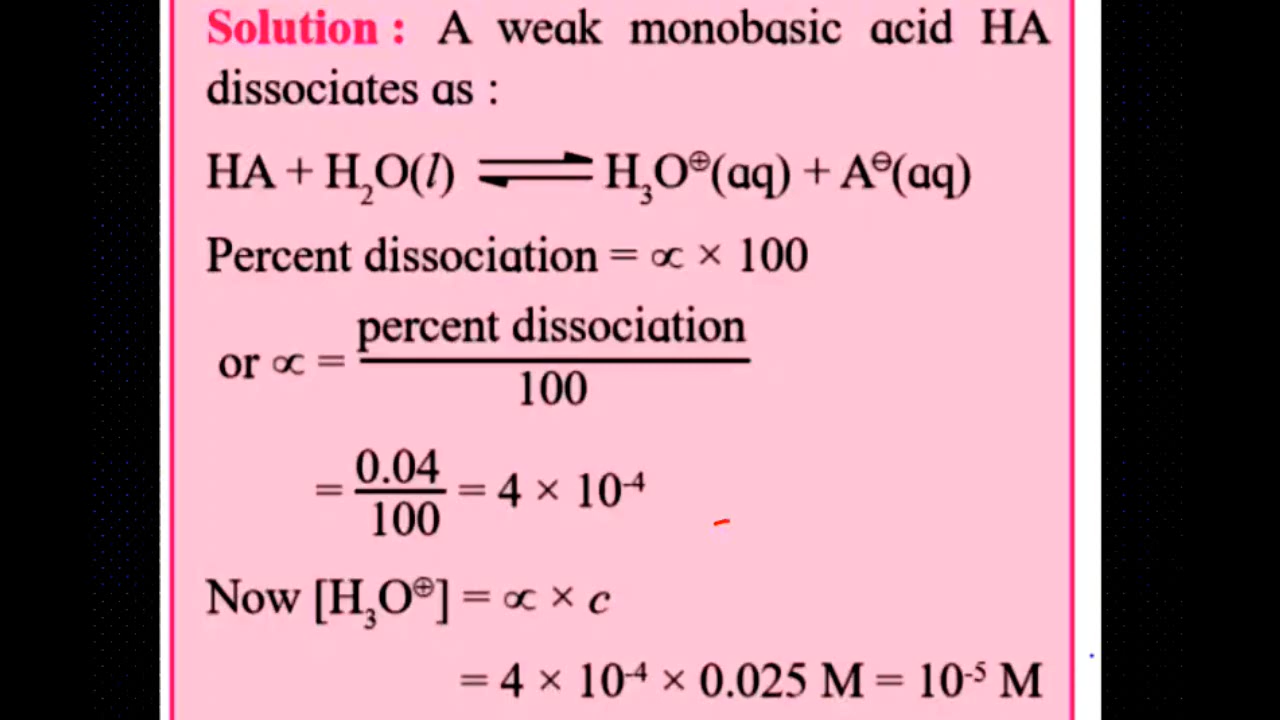 Solution : A weak monobasic acid HA
dissociates as :
HA + H₂O(l) ⇌ H₃O⊕(aq) + A⊖(aq)
Percent dissociation = ∝ × 100
or ∝ = percent dissociation / 100
= 0.04 / 100 = 4 × 10⁻⁴
Now [H₃O⊕] = ∝ × c
= 4 × 10⁻⁴ × 0.025 M = 10⁻⁵ M